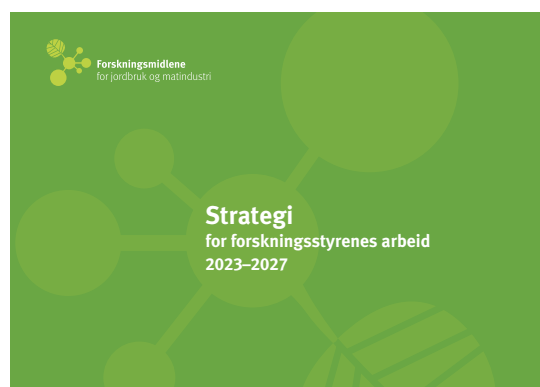 Forskningsmidlene
for jordbruk og matindustri
Strategi
for forskningsstyrenes arbeid
2023–2027